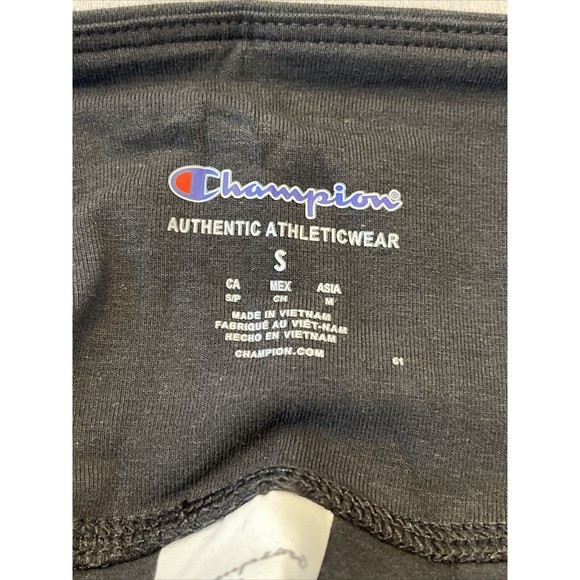 Champion®
AUTHENTIC ATHLETICWEAR
S
CA MEX ASIA
S/P CH M
MADE IN VIETNAM
FABRIQUÉ AU VIÊT-NAM
HECHO EN VIETNAM
CHAMPION.COM
61